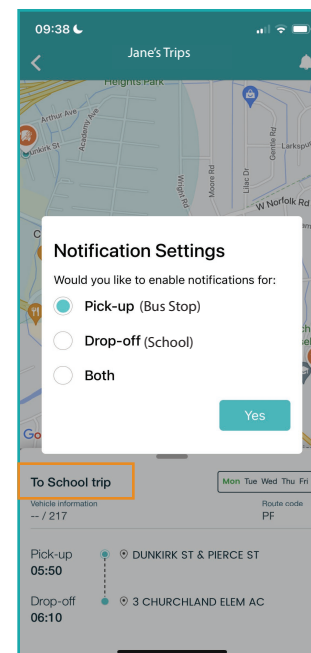 09:38
Jane's Trips
Heights Park
Arthur Ave
Academy Ave
Dunkirk St
Wright Rd
Moore Rd
Lilac Dr
Gentle Rd
Larkspu
W Norfolk Rd
Notification Settings
Would you like to enable notifications for:
Pick-up (Bus Stop)
Drop-off (School)
Both
Yes
Go
To School trip
Mon Tue Wed Thu Fri
Vehicle information
Route code
-- / 217
PF
Pick-up
DUNKIRK ST & PIERCE ST
05:50
Drop-off
3 CHURCHLAND ELEM AC
06:10